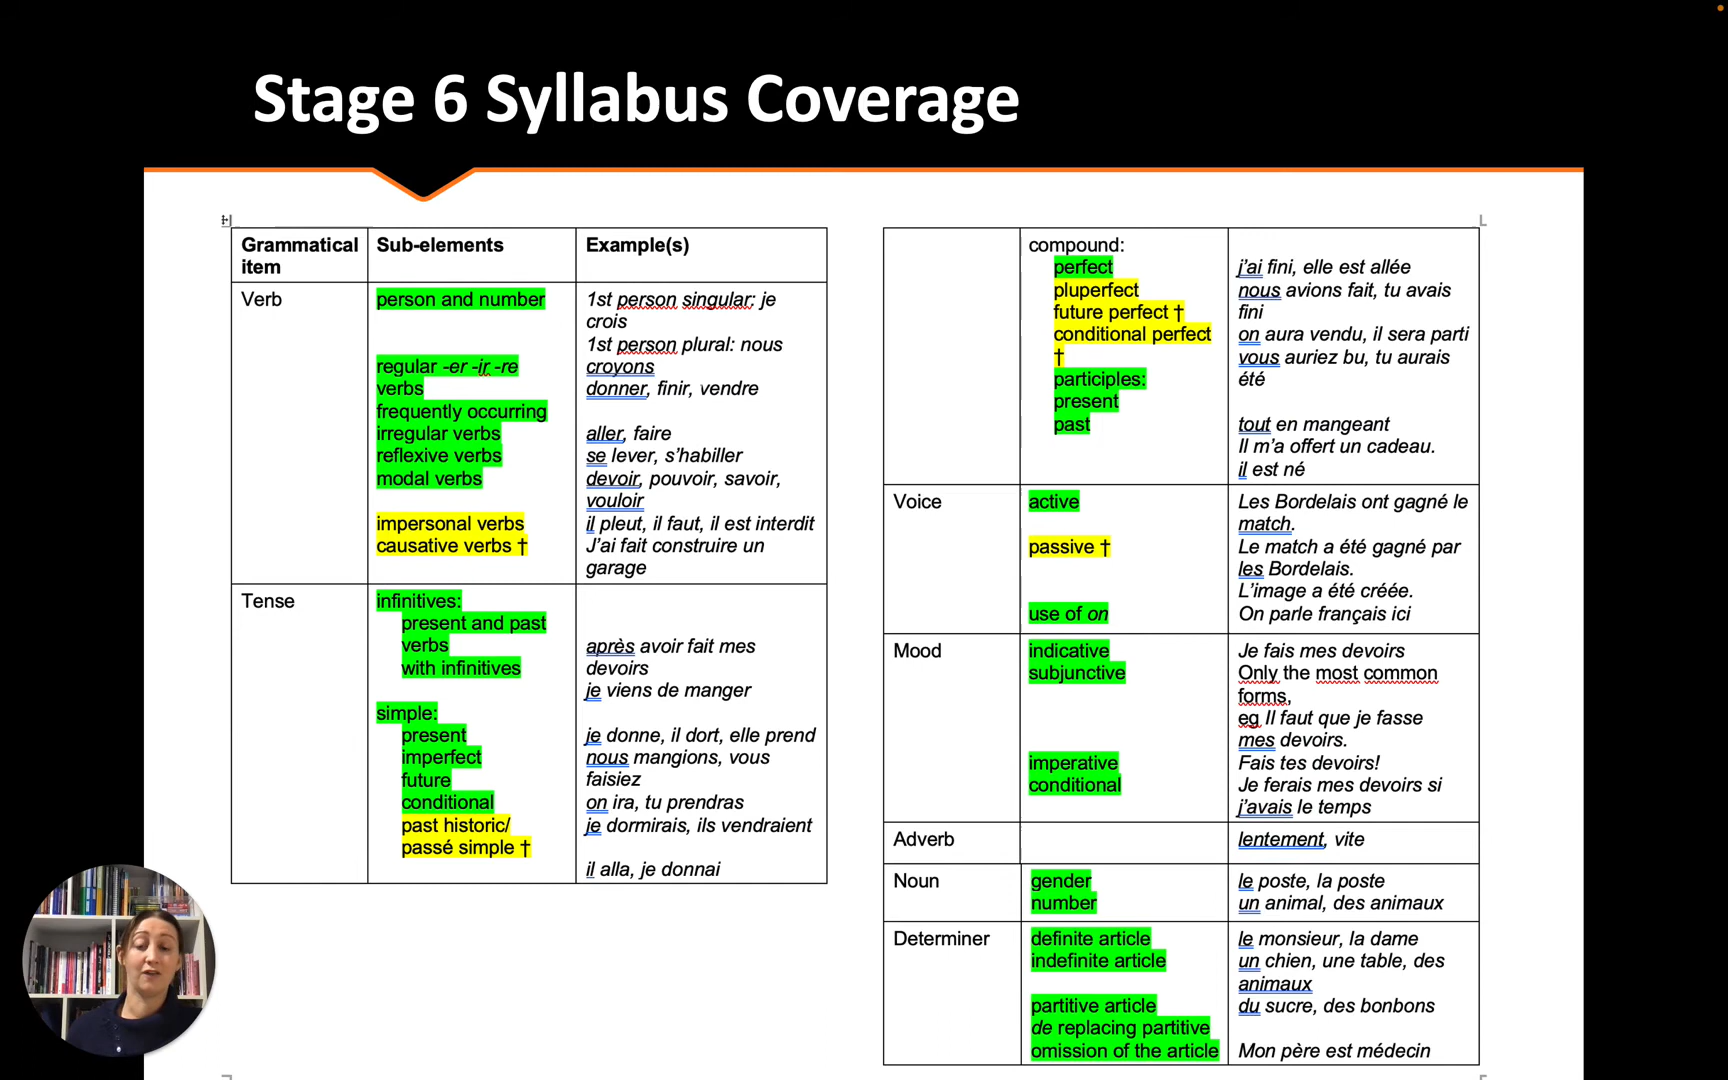 Stage 6 Syllabus Coverage
Grammatical item
Sub-elements
Example(s)
Verb
person and number
regular -er -ir -re
verbs
frequently occurring
irregular verbs
reflexive verbs
modal verbs
impersonal verbs
causative verbs †
1st person singular: je
crois
1st person plural: nous
croyons
donner, finir, vendre
aller, faire
se lever, s'habiller
devoir, pouvoir, savoir,
vouloir
il pleut, il faut, il est interdit
J'ai fait construire un
garage
Tense
infinitives:
present and past
verbs
with infinitives
simple:
present
imperfect
future
conditional
past historic/
passé simple †
après avoir fait mes
devoirs
je viens de manger
je donne, il dort, elle prend
nous mangions, vous
faisiez
on ira, tu prendras
je dormirais, ils vendraient
il alla, je donnai
compound:
perfect
pluperfect
future perfect †
conditional perfect
†
participles:
present
past
j'ai fini, elle est allée
nous avions fait, tu avais
fini
on aura vendu, il sera parti
vous auriez bu, tu aurais
été
tout en mangeant
Il m'a offert un cadeau.
il est né
Voice
active
passive †
use of on
Les Bordelais ont gagné le
match.
Le match a été gagné par
les Bordelais.
L'image a été créée.
On parle français ici
Mood
indicative
subjunctive
imperative
conditional
Je fais mes devoirs
Only the most common
forms,
eg Il faut que je fasse
mes devoirs.
Fais tes devoirs!
Je ferais mes devoirs si
j'avais le temps
Adverb
lentement, vite
Noun
gender
number
le poste, la poste
un animal, des animaux
Determiner
definite article
indefinite article
partitive article
de replacing partitive
omission of the article
le monsieur, la dame
un chien, une table, des
animaux
du sucre, des bonbons
Mon père est médecin